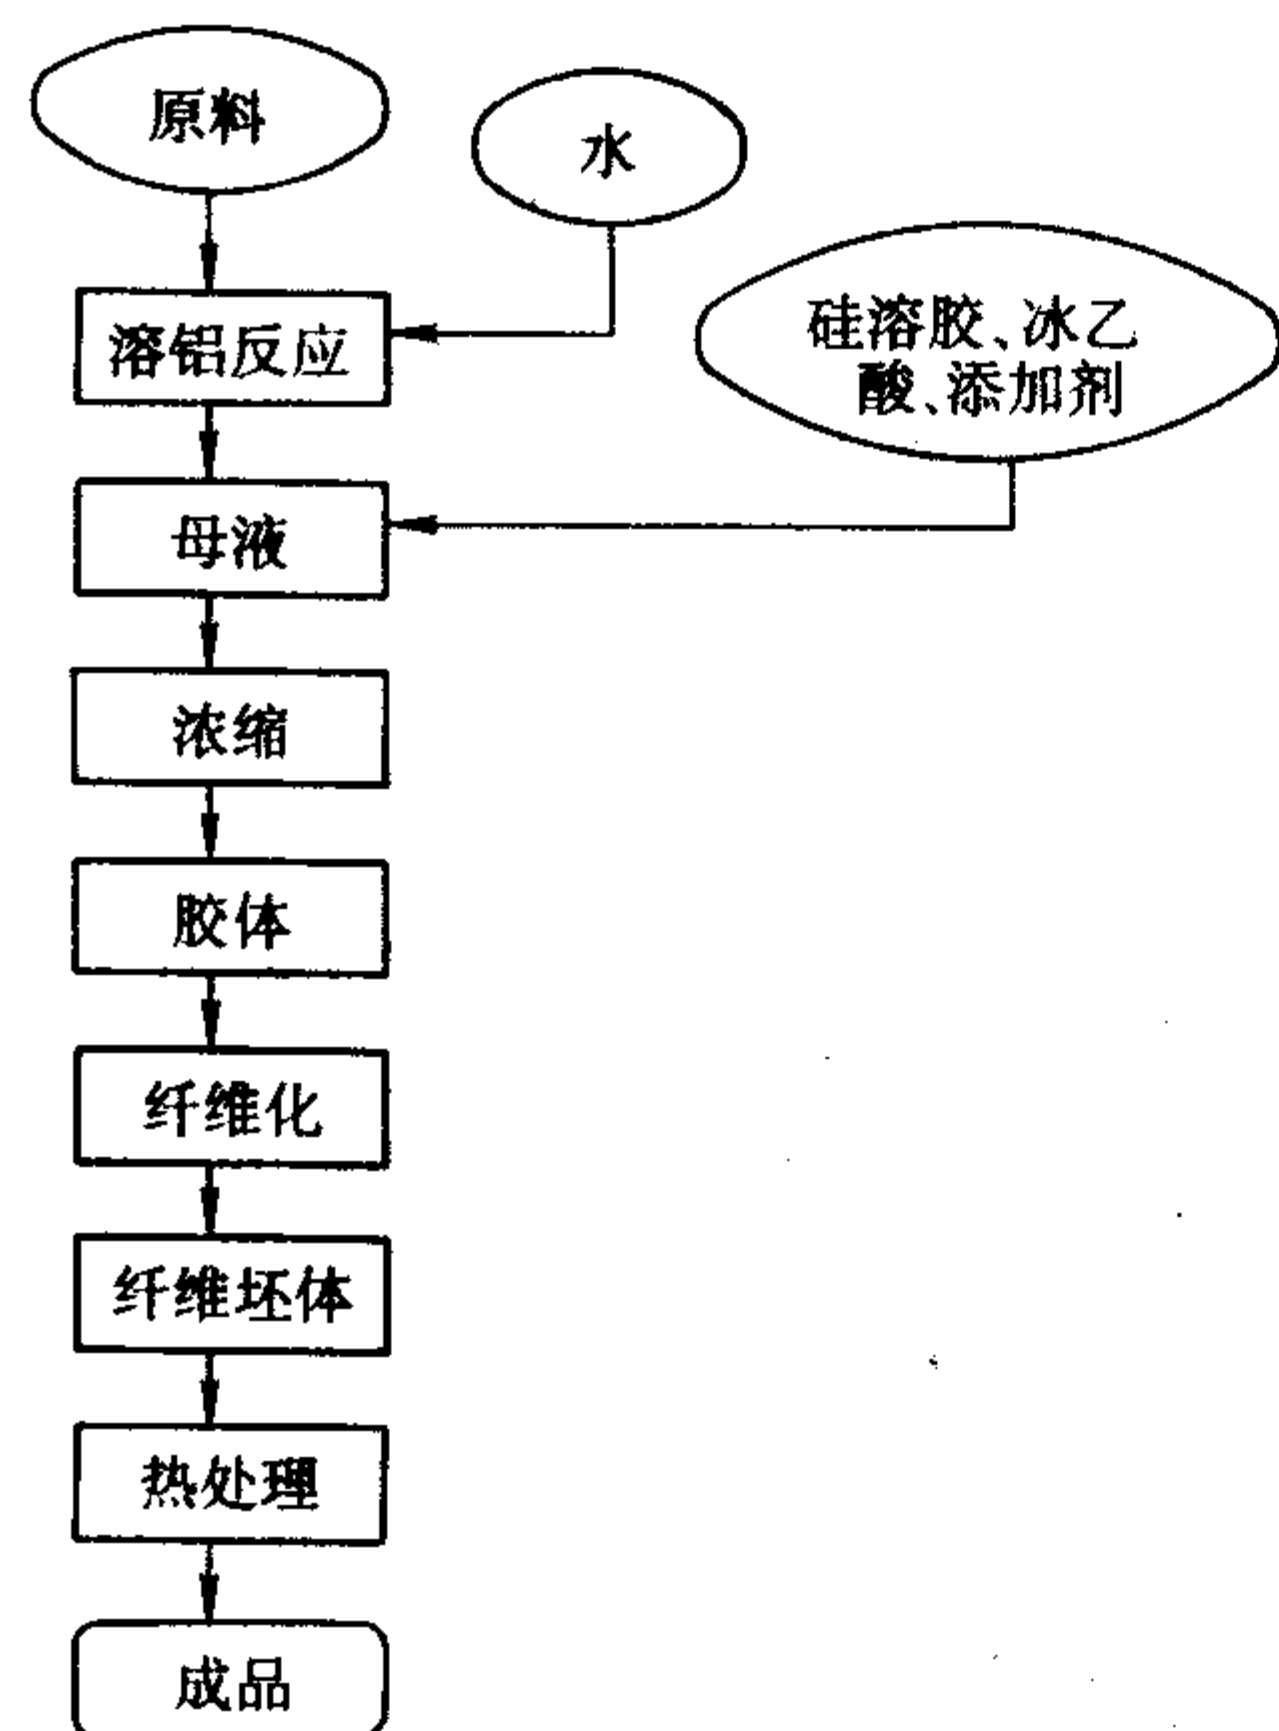 原料
水
溶铝反应
硅溶胶、冰乙
酸、添加剂
母液
浓缩
胶体
纤维化
纤维坯体
热处理
成品